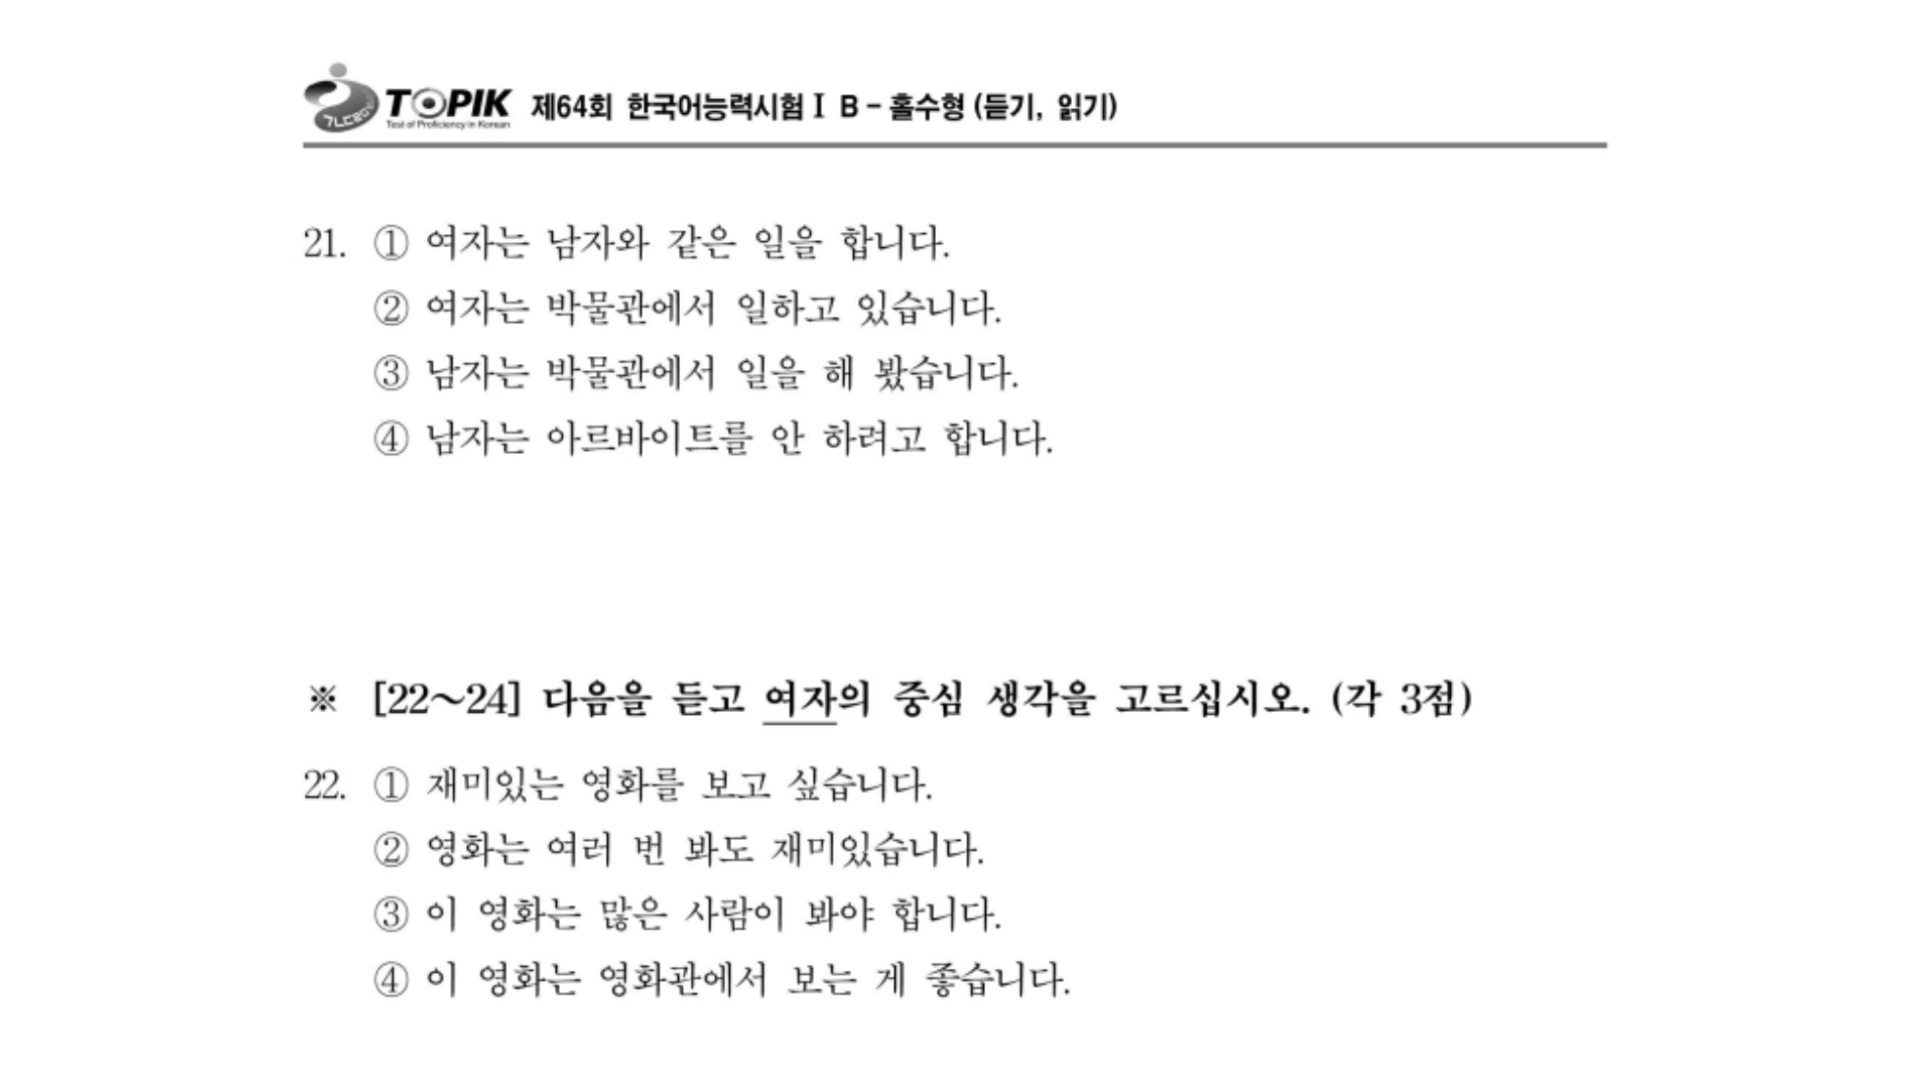 TOPIK 제64회 한국어능력시험 I B - 홀수형 (듣기, 읽기)
Test of Proficiency in Korean
21. ① 여자는 남자와 같은 일을 합니다.
② 여자는 박물관에서 일하고 있습니다.
③ 남자는 박물관에서 일을 해 봤습니다.
④ 남자는 아르바이트를 안 하려고 합니다.
※ [22~24] 다음을 듣고 여자의 중심 생각을 고르십시오. (각 3점)
22. ① 재미있는 영화를 보고 싶습니다.
② 영화는 여러 번 봐도 재미있습니다.
③ 이 영화는 많은 사람이 봐야 합니다.
④ 이 영화는 영화관에서 보는 게 좋습니다.